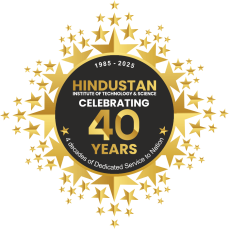 1985 - 2025
HINDUSTAN
INSTITUTE OF TECHNOLOGY & SCIENCE
CELEBRATING
40
YEARS
4 decades of Dedicated Service to Nation